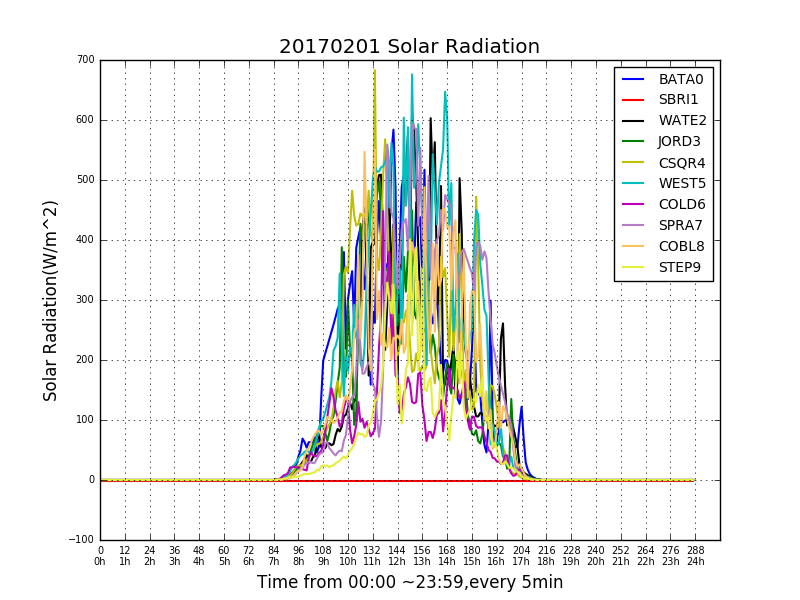 20170201 Solar Radiation
Solar Radiation(W/m^2)
700
600
500
400
300
200
100
0
−100
BATA0
SBRI1
WATE2
JORD3
CSQR4
WEST5
COLD6
SPRA7
COBL8
STEP9
0 12 24 36 48 60 72 84 96 108 120 132 144 156 168 180 192 204 216 228 240 252 264 276 288
0h 1h 2h 3h 4h 5h 6h 7h 8h 9h 10h 11h 12h 13h 14h 15h 16h 17h 18h 19h 20h 21h 22h 23h 24h
Time from 00:00 ~23:59,every 5min